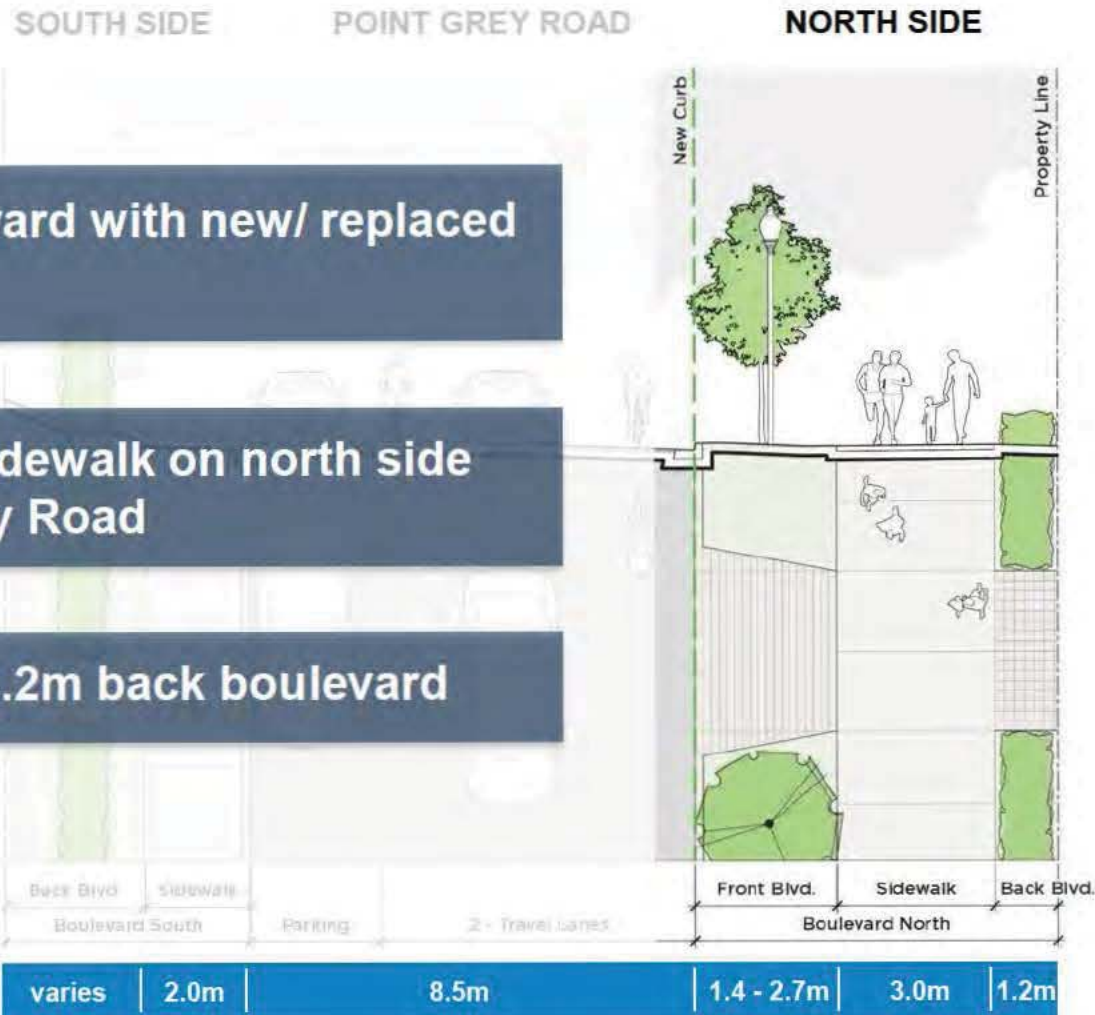 SOUTH SIDE POINT GREY ROAD NORTH SIDE
New Curb
Property Line
ard with new/ replaced
dewalk on north side
y Road
.2m back boulevard
Back Blvd Sidewalk Front Blvd. Sidewalk Back Blvd.
Boulevard South Parking 2 - Travel Lanes Boulevard North
varies 2.0m 8.5m 1.4 - 2.7m 3.0m 1.2m